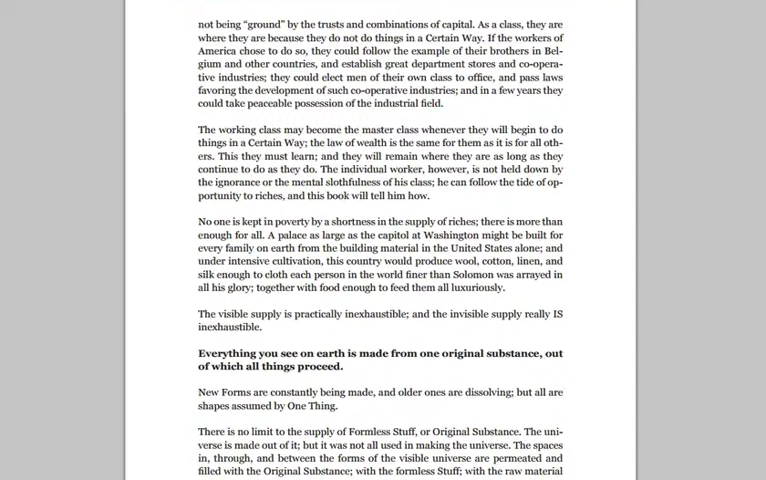 not being “ground” by the trusts and combinations of capital. As a class, they are
where they are because they do not do things in a Certain Way. If the workers of
America chose to do so, they could follow the example of their brothers in Bel-
gium and other countries, and establish great department stores and co-opera-
tive industries; they could elect men of their own class to office, and pass laws
favoring the development of such co-operative industries; and in a few years they
could take peaceable possession of the industrial field.
The working class may become the master class whenever they will begin to do
things in a Certain Way; the law of wealth is the same for them as it is for all oth-
ers. This they must learn; and they will remain where they are as long as they
continue to do as they do. The individual worker, however, is not held down by
the ignorance or the mental slothfulness of his class; he can follow the tide of op-
portunity to riches, and this book will tell him how.
No one is kept in poverty by a shortness in the supply of riches; there is more than
enough for all. A palace as large as the capitol at Washington might be built for
every family on earth from the building material in the United States alone; and
under intensive cultivation, this country would produce wool, cotton, linen, and
silk enough to cloth each person in the world finer than Solomon was arrayed in
all his glory; together with food enough to feed them all luxuriously.
The visible supply is practically inexhaustible; and the invisible supply really IS
inexhaustible.
Everything you see on earth is made from one original substance, out
of which all things proceed.
New Forms are constantly being made, and older ones are dissolving; but all are
shapes assumed by One Thing.
There is no limit to the supply of Formless Stuff, or Original Substance. The uni-
verse is made out of it; but it was not all used in making the universe. The spaces
in, through, and between the forms of the visible universe are permeated and
filled with the Original Substance; with the formless Stuff; with the raw material